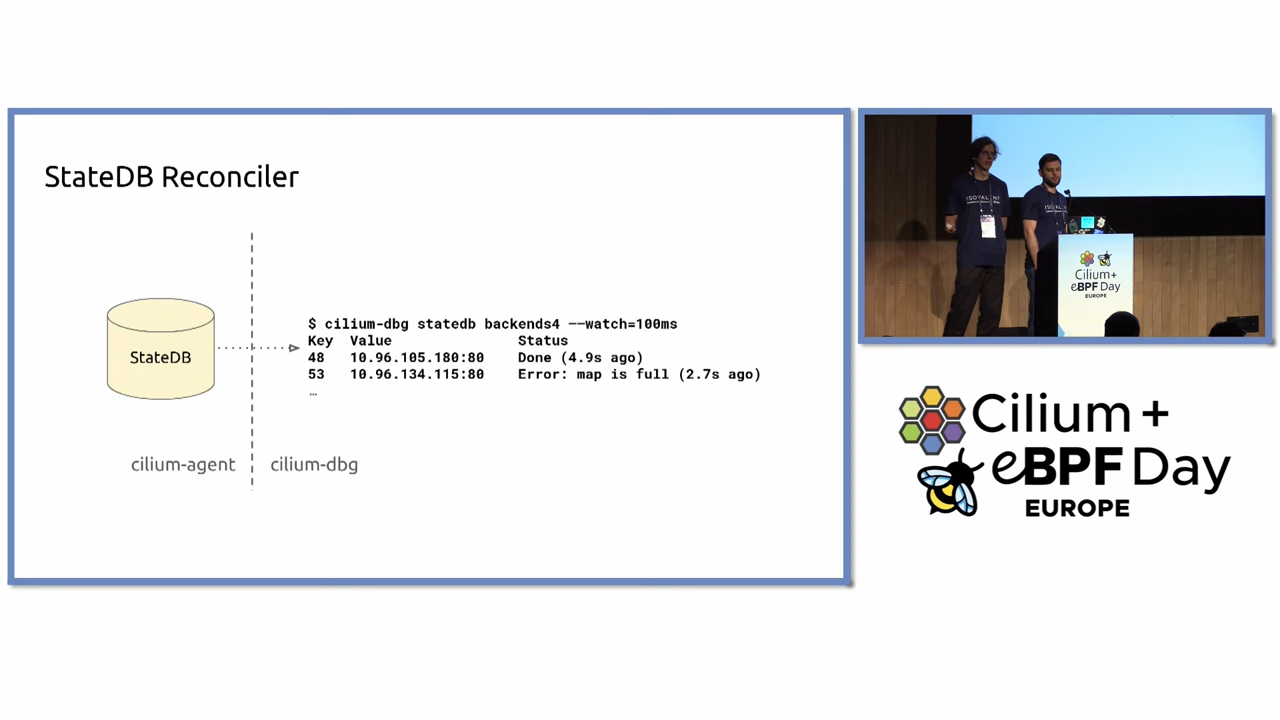 StateDB Reconciler
StateDB
$ cilium-dbg statedb backends4 --watch=100ms
Key Value Status
48 10.96.105.180:80 Done (4.9s ago)
53 10.96.134.115:80 Error: map is full (2.7s ago)
…
cilium-agent
cilium-dbg
ISOVALENT
ISOVALENT
Cilium+
eBPF Day
EUROPE
Cilium +
eBPF Day
EUROPE